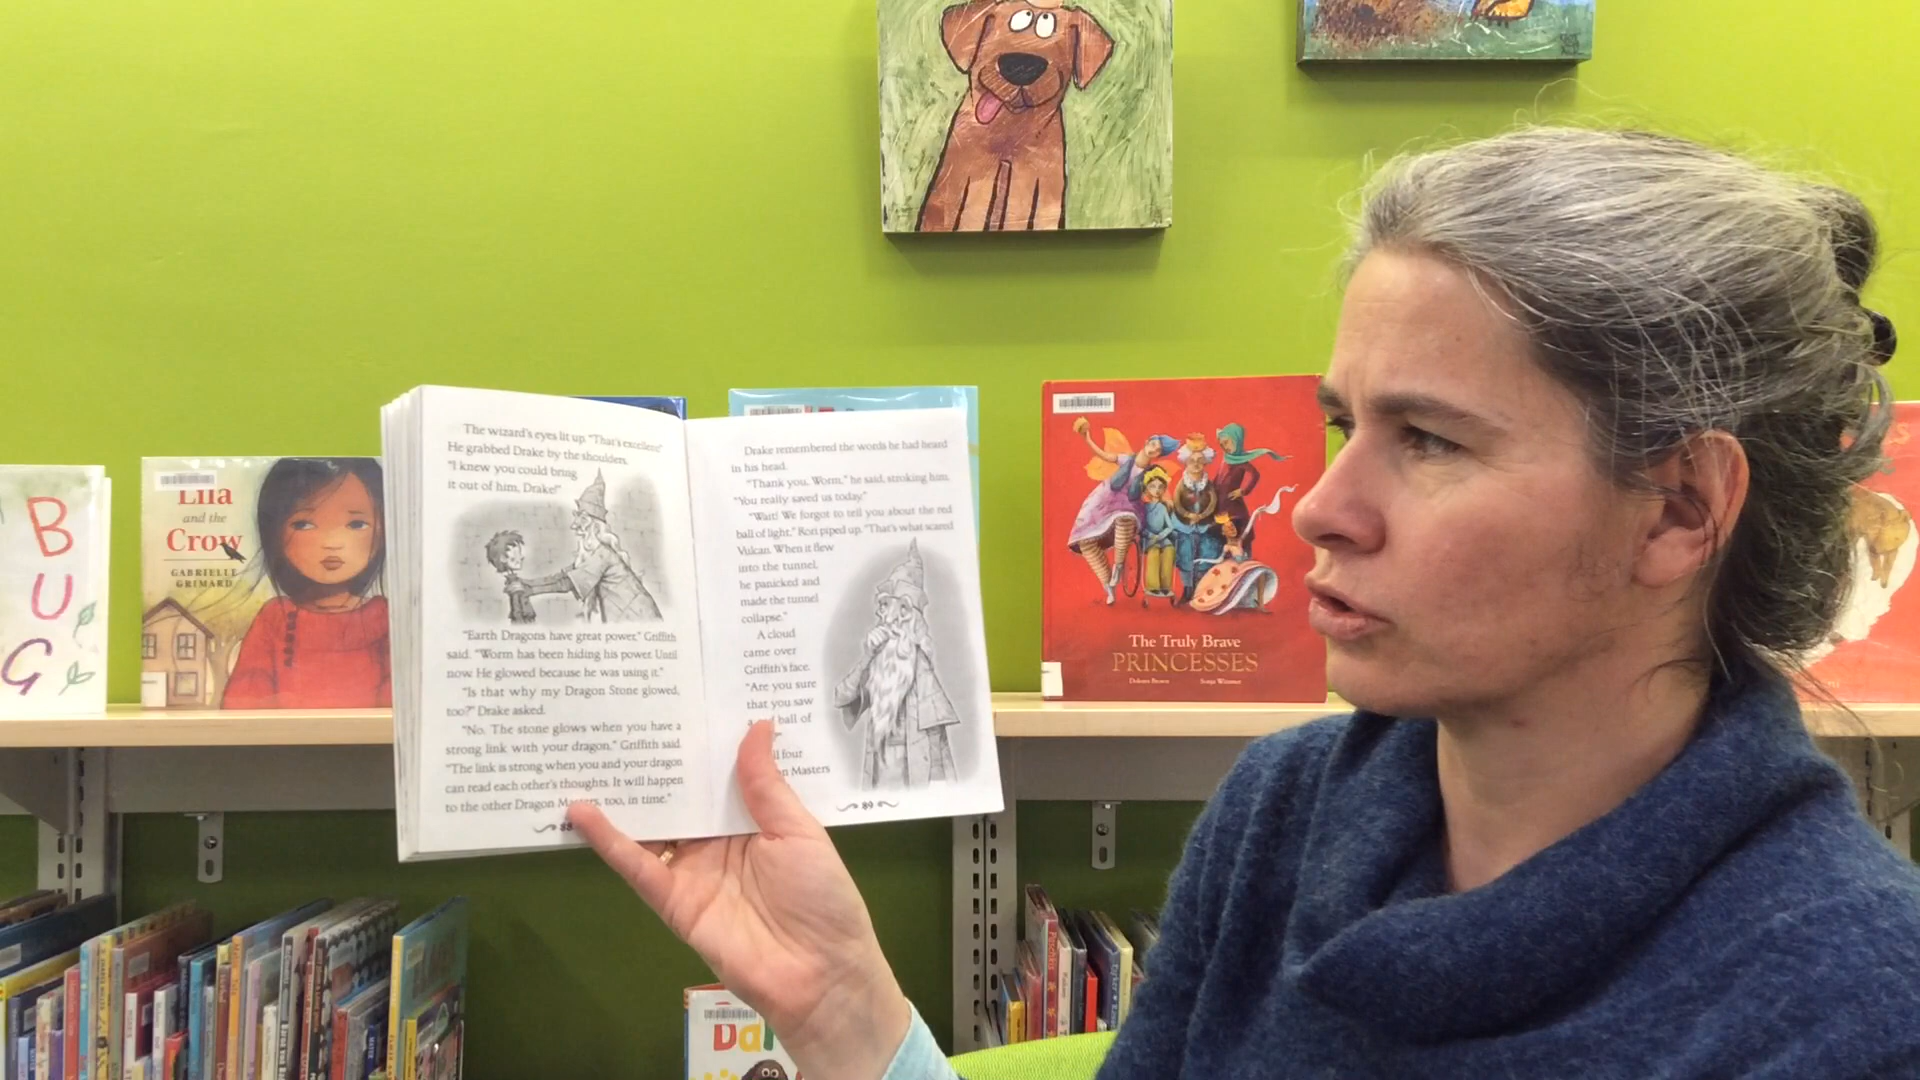 The wizard's eyes lit up. "That's excellent!"
He grabbed Drake by the shoulders.
"I knew you could bring
it out of him, Drake!"
"Earth Dragons have great power," Griffith
said. "Worm has been hiding his power. Until
now. He glowed because he was using it."
"Is that why my Dragon Stone glowed,
too?" Drake asked.
"No. The stone glows when you have a
strong link with your dragon," Griffith said.
"The link is strong when you and your dragon
can read each other's thoughts. It will happen
to the other Dragon Masters, too, in time."
88
Drake remembered the words he had heard
in his head.
"Thank you, Worm," he said, stroking him.
"You really saved us today."
"Wait! We forgot to tell you about the red
ball of light," Rori piped up. "That's what scared
Vulcan. When it flew
into the tunnel,
he panicked and
made the tunnel
collapse."
A cloud
came over
Griffith's face.
"Are you sure
that you saw
a ball of
four
Masters
89
BUG
Lila
and the
Crow
GABRIELLE
GRIMARD
The Truly Brave
PRINCESSES
Dolores Brown
Sonja Wimmer